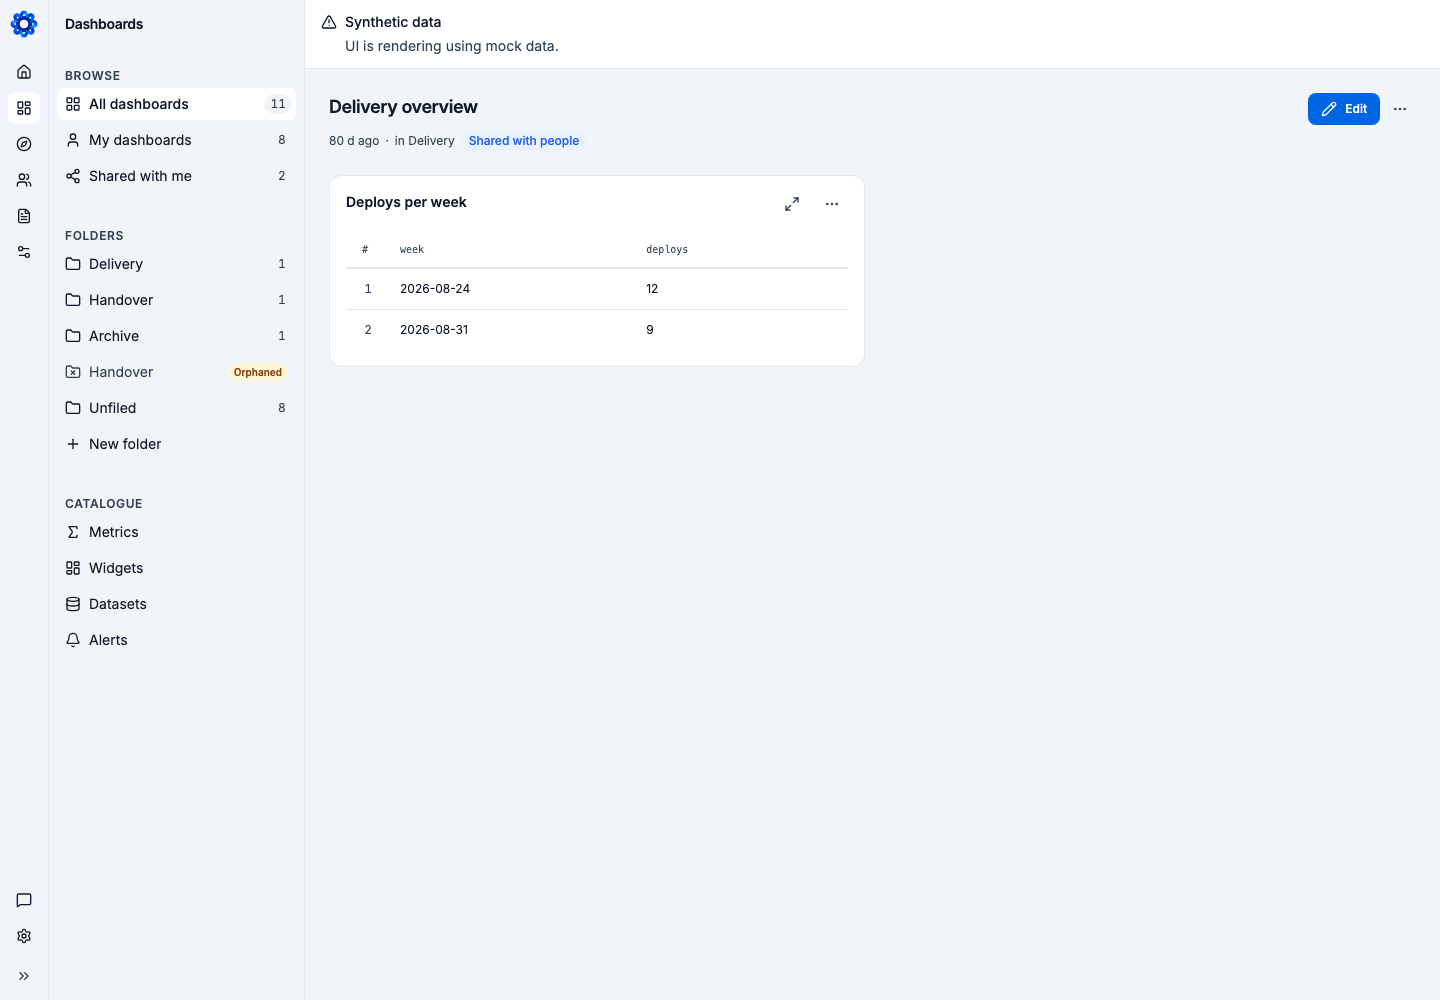 Dashboards
BROWSE
All dashboards 11
My dashboards 8
Shared with me 2
FOLDERS
Delivery 1
Handover 1
Archive 1
Handover Orphaned
Unfiled 8
New folder
CATALOGUE
Metrics
Widgets
Datasets
Alerts
Synthetic data
UI is rendering using mock data.
Delivery overview
Edit
80 d ago · in Delivery Shared with people
Deploys per week
# week deploys
1 2026-08-24 12
2 2026-08-31 9